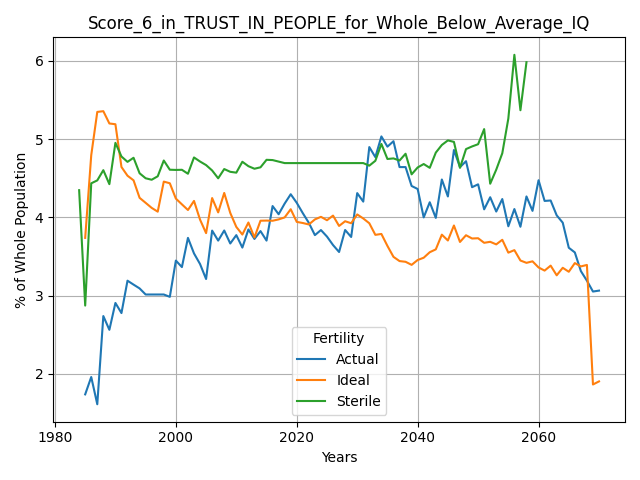 Score_6_in_TRUST_IN_PEOPLE_for_Whole_Below_Average_IQ
% of Whole Population
6
5
4
3
2
1980
2000
2020
2040
2060
Years
Fertility
Actual
Ideal
Sterile